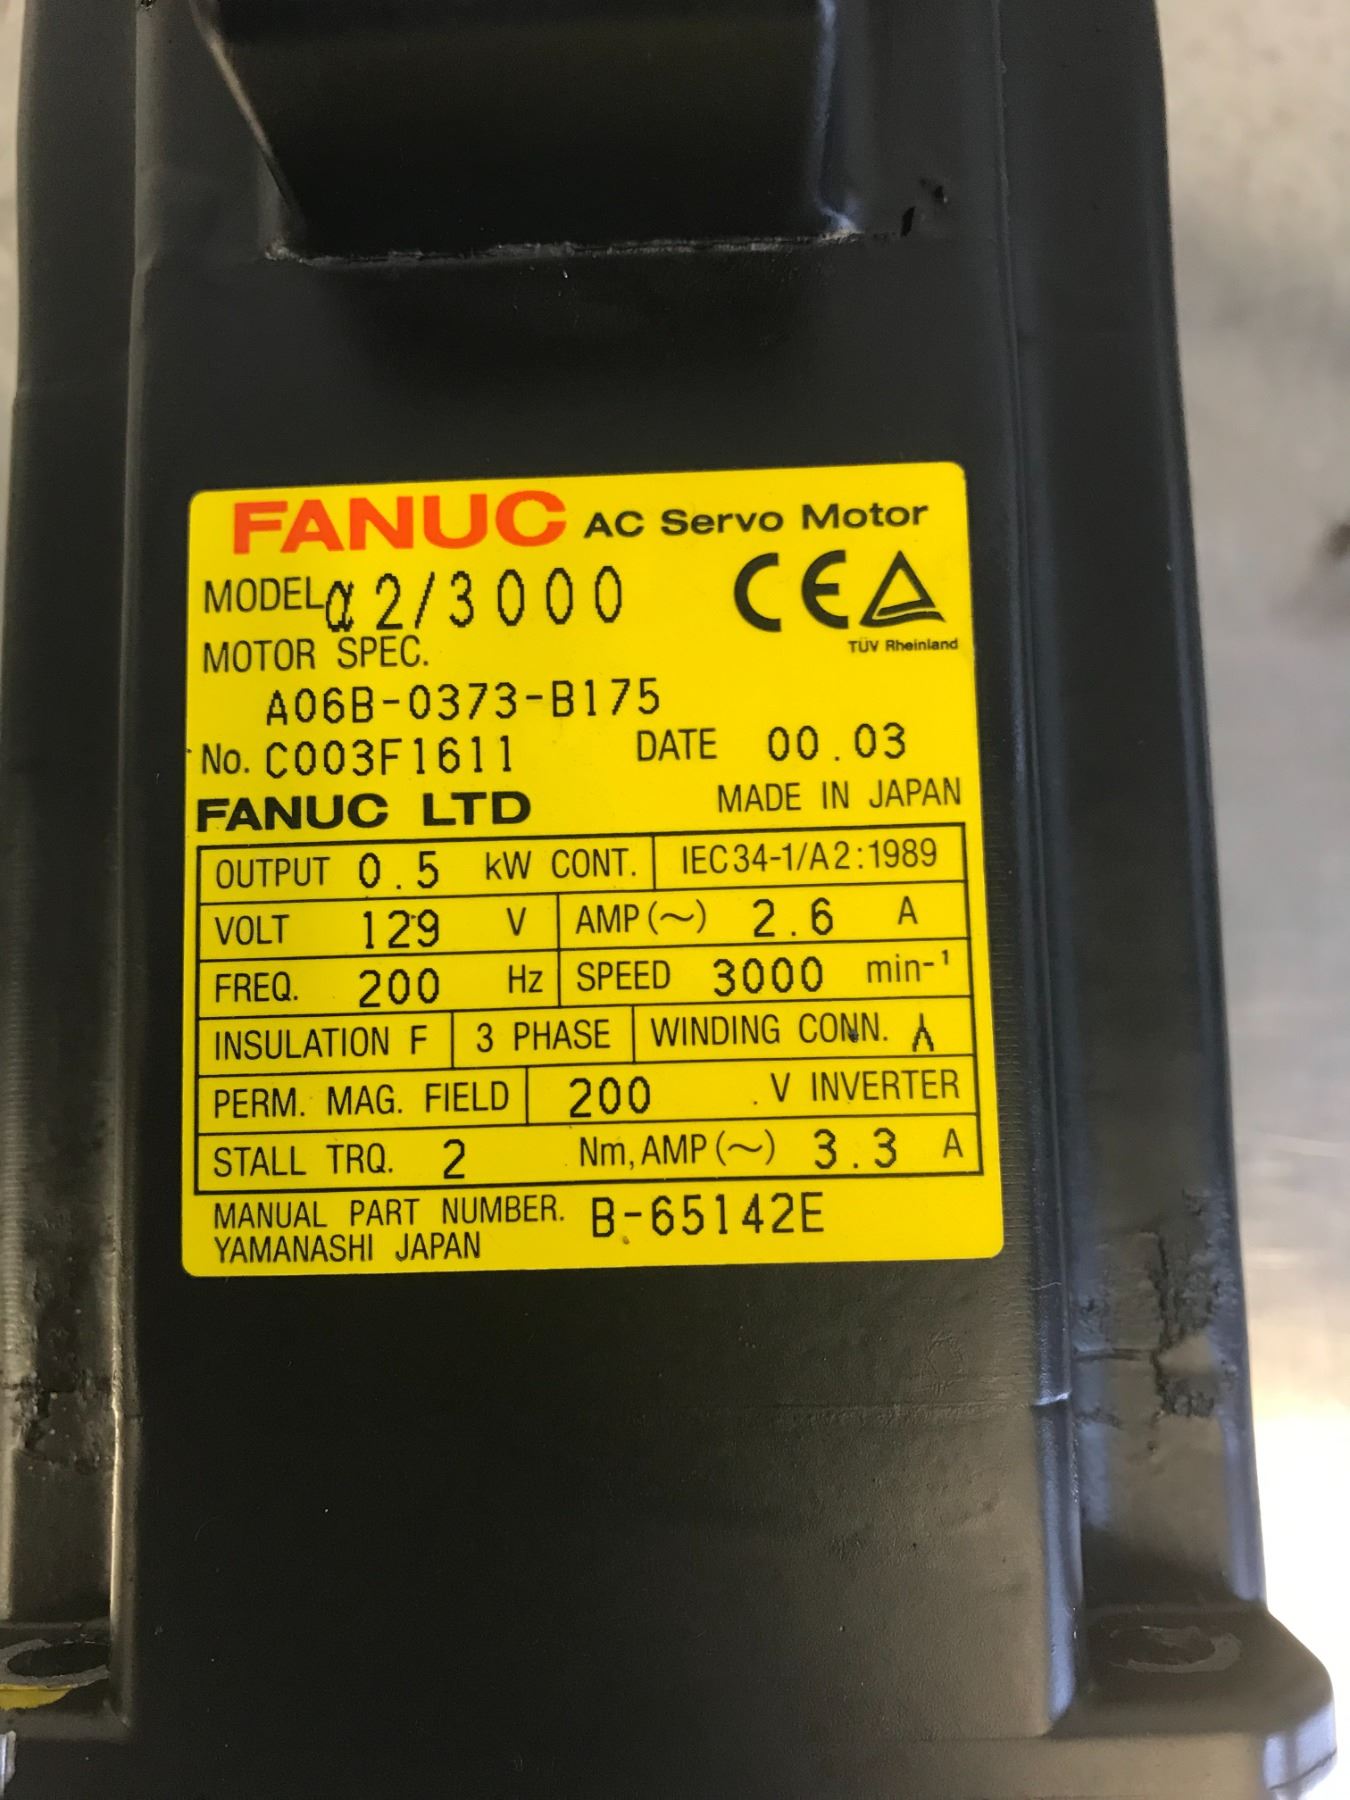 FANUC AC Servo Motor
MODEL α2/3000 CE
TÜV Rheinland
MOTOR SPEC.
A06B-0373-B175
No. C003F1611 DATE 00.03
FANUC LTD MADE IN JAPAN
OUTPUT 0.5 kW CONT. IEC34-1/A2:1989
VOLT 129 V AMP(~) 2.6 A
FREQ. 200 Hz SPEED 3000 min-¹
INSULATION F 3 PHASE WINDING CONN. ⅄
PERM. MAG. FIELD 200 V INVERTER
STALL TRQ. 2 Nm, AMP(~) 3.3 A
MANUAL PART NUMBER. B-65142E
YAMANASHI JAPAN